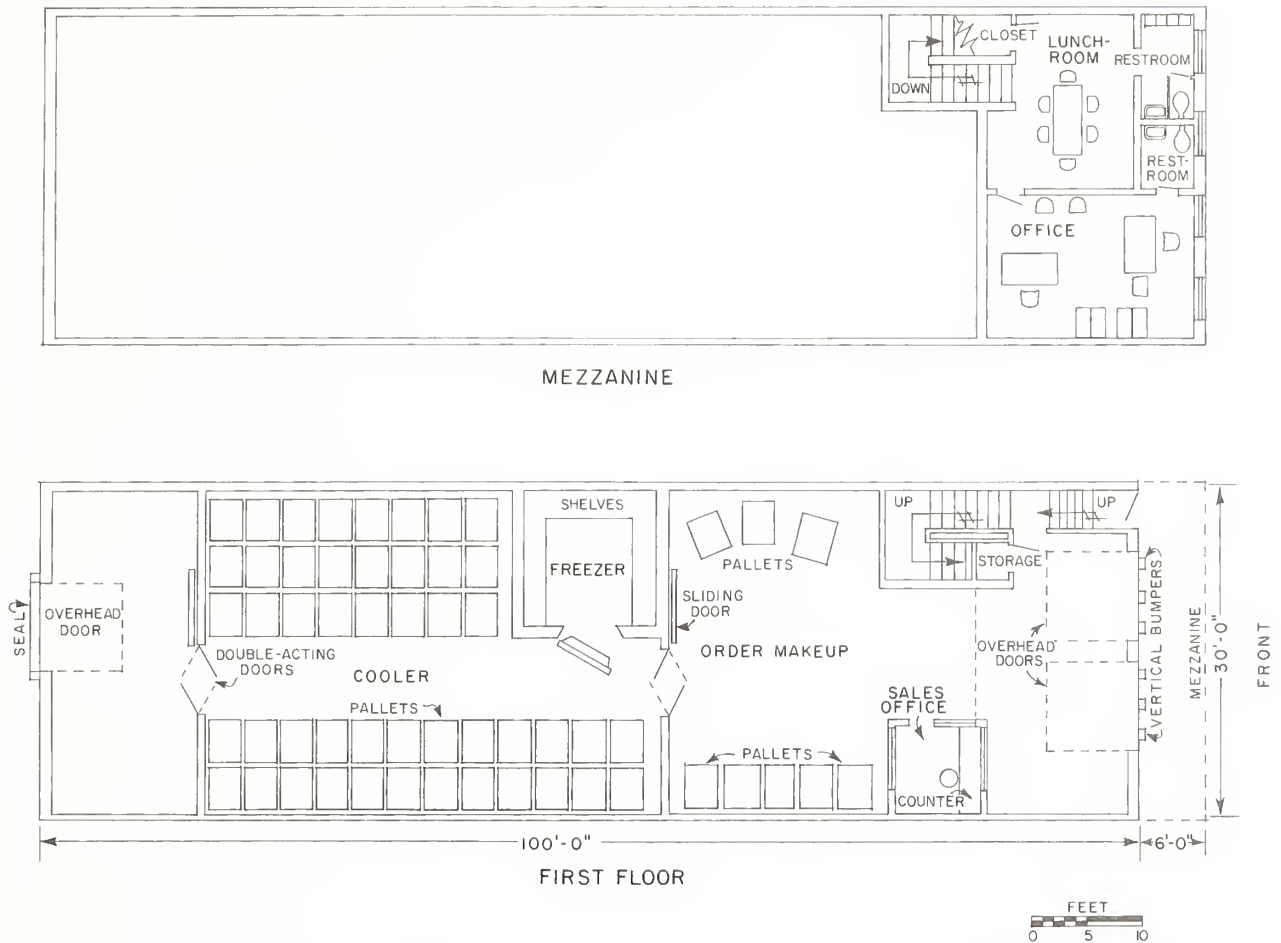 CLOSET
LUNCH-
ROOM
RESTROOM
DOWN
REST-
ROOM
OFFICE
MEZZANINE
SHELVES
UP
UP
FREEZER
PALLETS
STORAGE
SEAL
OVERHEAD
DOOR
SLIDING
DOOR
DOUBLE-ACTING
DOORS
COOLER
ORDER MAKEUP
OVERHEAD
DOORS
VERTICAL BUMPERS
MEZZANINE
30'-0"
FRONT
PALLETS
SALES
OFFICE
PALLETS
COUNTER
100'-0"
6'-0"
FIRST FLOOR
FEET
0 5 10